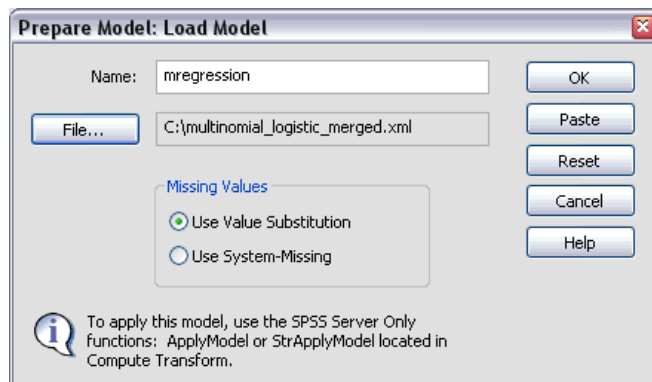 Prepare Model: Load Model
Name:
mregression
OK
File...
C:\multinomial_logistic_merged.xml
Paste
Reset
Missing Values
Use Value Substitution
Cancel
Use System-Missing
Help
To apply this model, use the SPSS Server Only
functions: ApplyModel or StrApplyModel located in
Compute Transform.